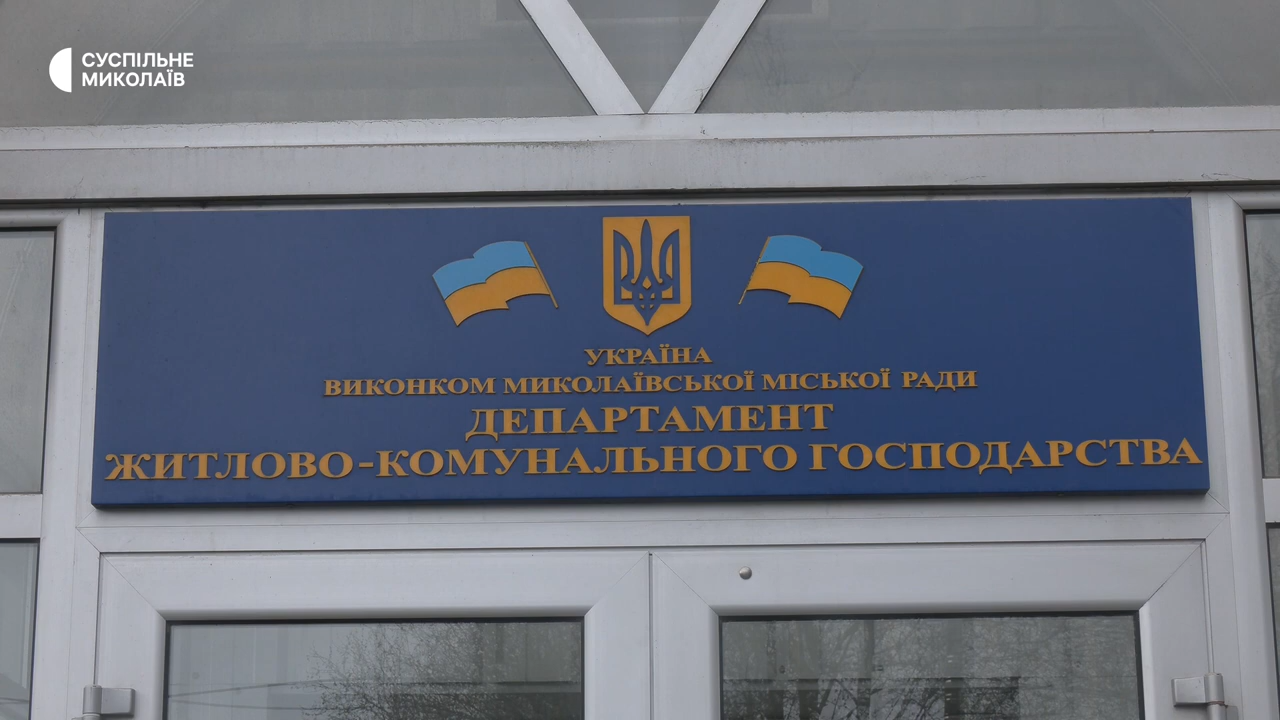 СУСПІЛЬНЕ
МИКОЛАЇВ
УКРАЇНА
ВИКОНКОМ МИКОЛАЇВСЬКОЇ МІСЬКОЇ РАДИ
ДЕПАРТАМЕНТ
ЖИТЛОВО-КОМУНАЛЬНОГО ГОСПОДАРСТВА